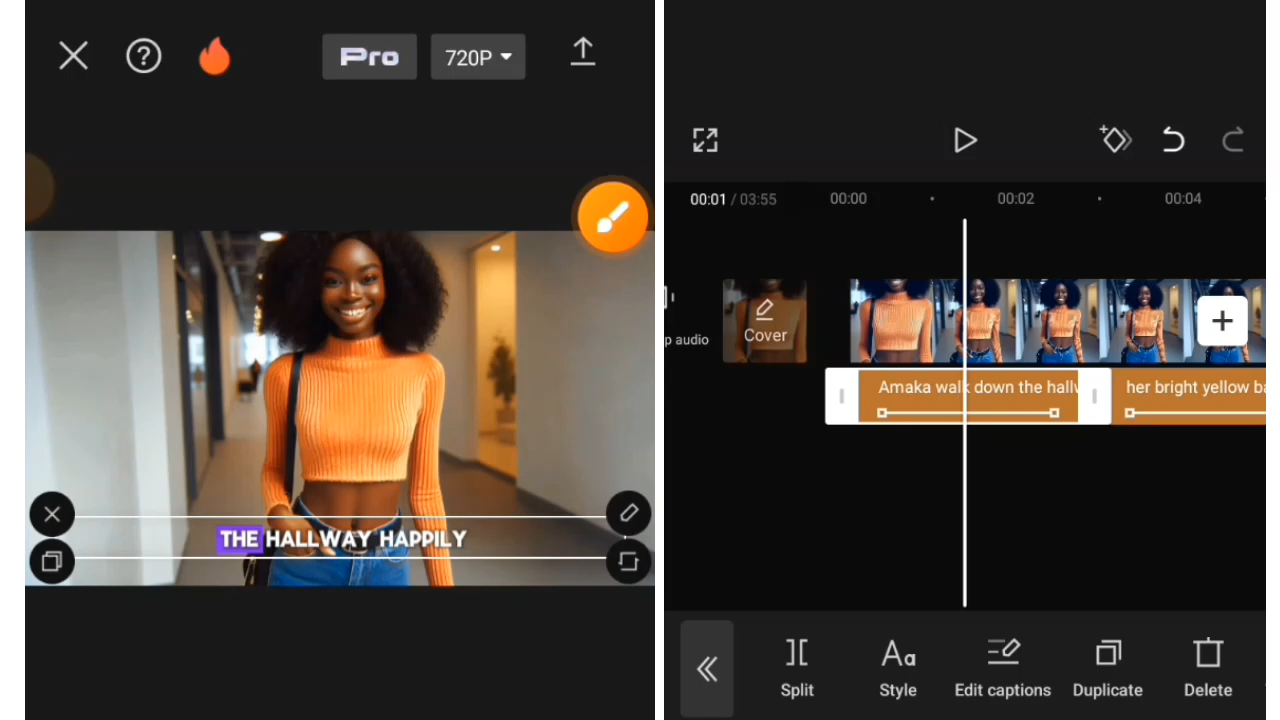 Pro
720P
THE HALLWAY HAPPILY
00:01 / 03:55
00:00
00:02
00:04
p audio
Cover
Amaka walk down the hallw
her bright yellow ba
Split
Style
Edit captions
Duplicate
Delete